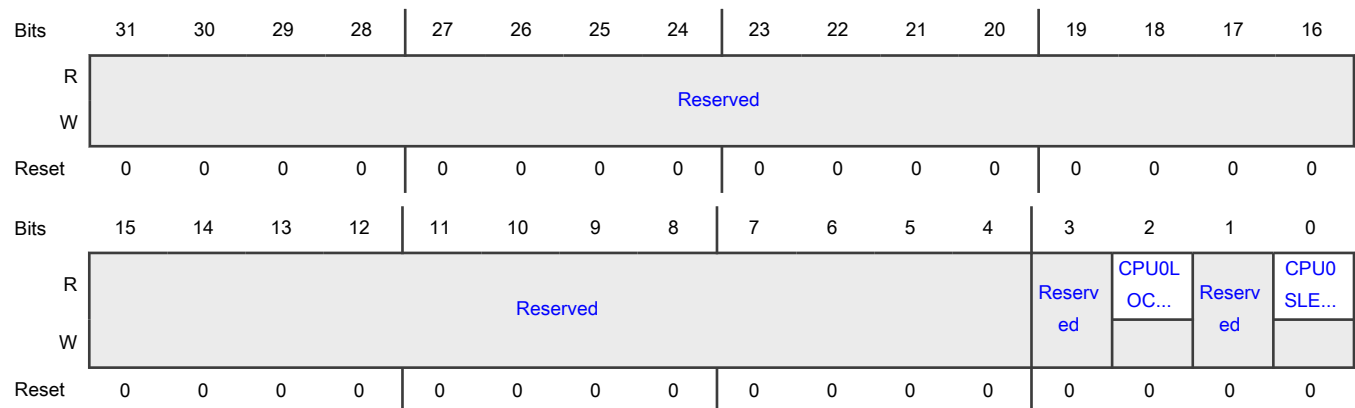 Bits 31 30 29 28 27 26 25 24 23 22 21 20 19 18 17 16
R
Reserved
W
Reset 0 0 0 0 0 0 0 0 0 0 0 0 0 0 0 0
Bits 15 14 13 12 11 10 9 8 7 6 5 4 3 2 1 0
R
Reserved
Reserv
ed
CPU0L
OC...
Reserv
ed
CPU0
SLE...
W
Reset 0 0 0 0 0 0 0 0 0 0 0 0 0 0 0 0